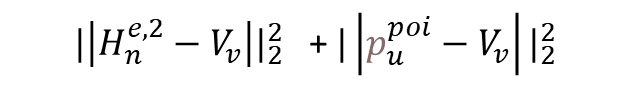 ||H_n^{e,2} − V_v||_2^2 + ||p_u^{poi} − V_v||_2^2